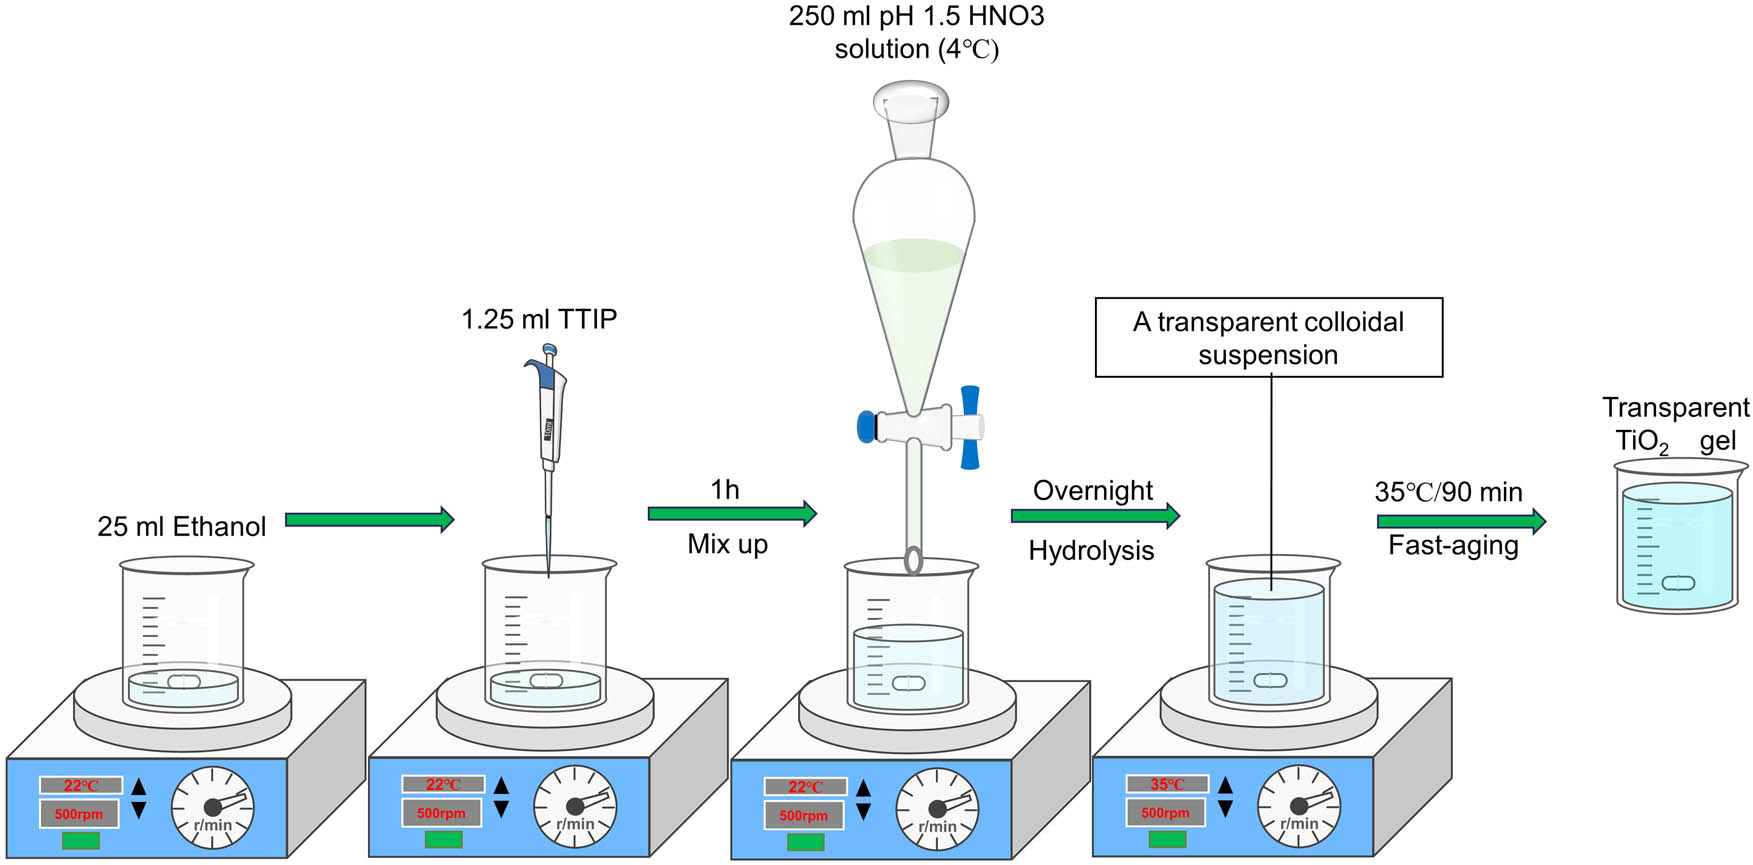 250 ml pH 1.5 HNO3
solution (4℃)
1.25 ml TTIP
A transparent colloidal
suspension
Transparent
TiO₂ gel
25 ml Ethanol
1h
Mix up
Overnight
Hydrolysis
35℃/90 min
Fast-aging
22℃
500rpm
r/min
22℃
500rpm
r/min
22℃
500rpm
r/min
35℃
500rpm
r/min